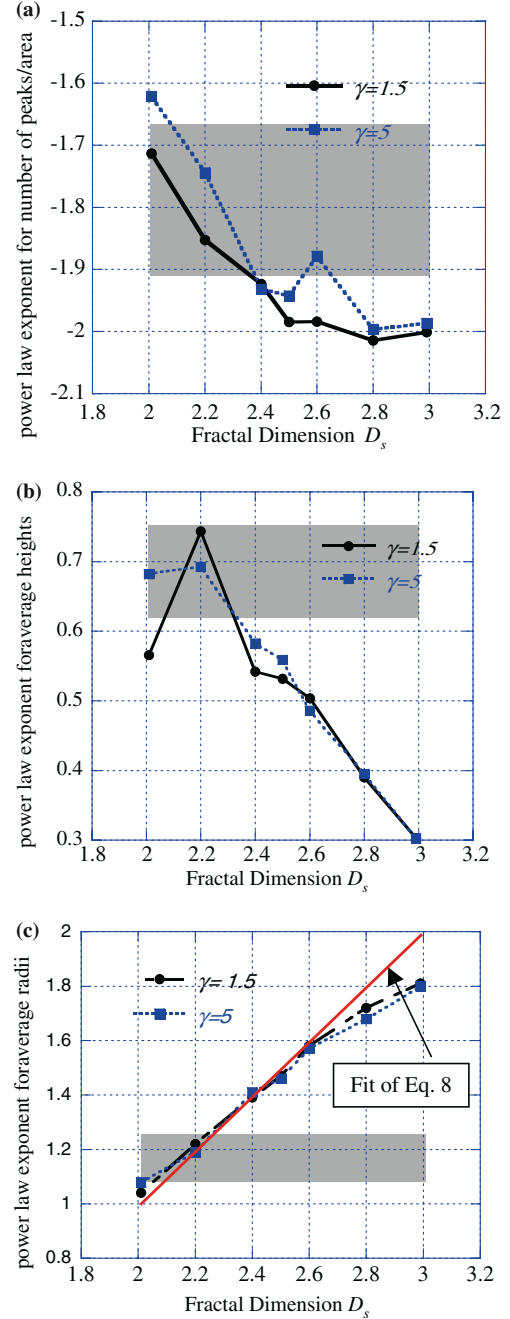 (a)
power law exponent for number of peaks/area
-1.5
-1.6
-1.7
-1.8
-1.9
-2
-2.1
γ=1.5
γ=5
1.8 2 2.2 2.4 2.6 2.8 3 3.2
Fractal Dimension Ds
(b)
power law exponent foraverage heights
0.8
0.7
0.6
0.5
0.4
0.3
γ=1.5
γ=5
1.8 2 2.2 2.4 2.6 2.8 3 3.2
Fractal Dimension Ds
(c)
power law exponent foraverage radii
2
1.8
1.6
1.4
1.2
1
0.8
γ= 1.5
γ=5
Fit of Eq. 8
1.8 2 2.2 2.4 2.6 2.8 3 3.2
Fractal Dimension Ds